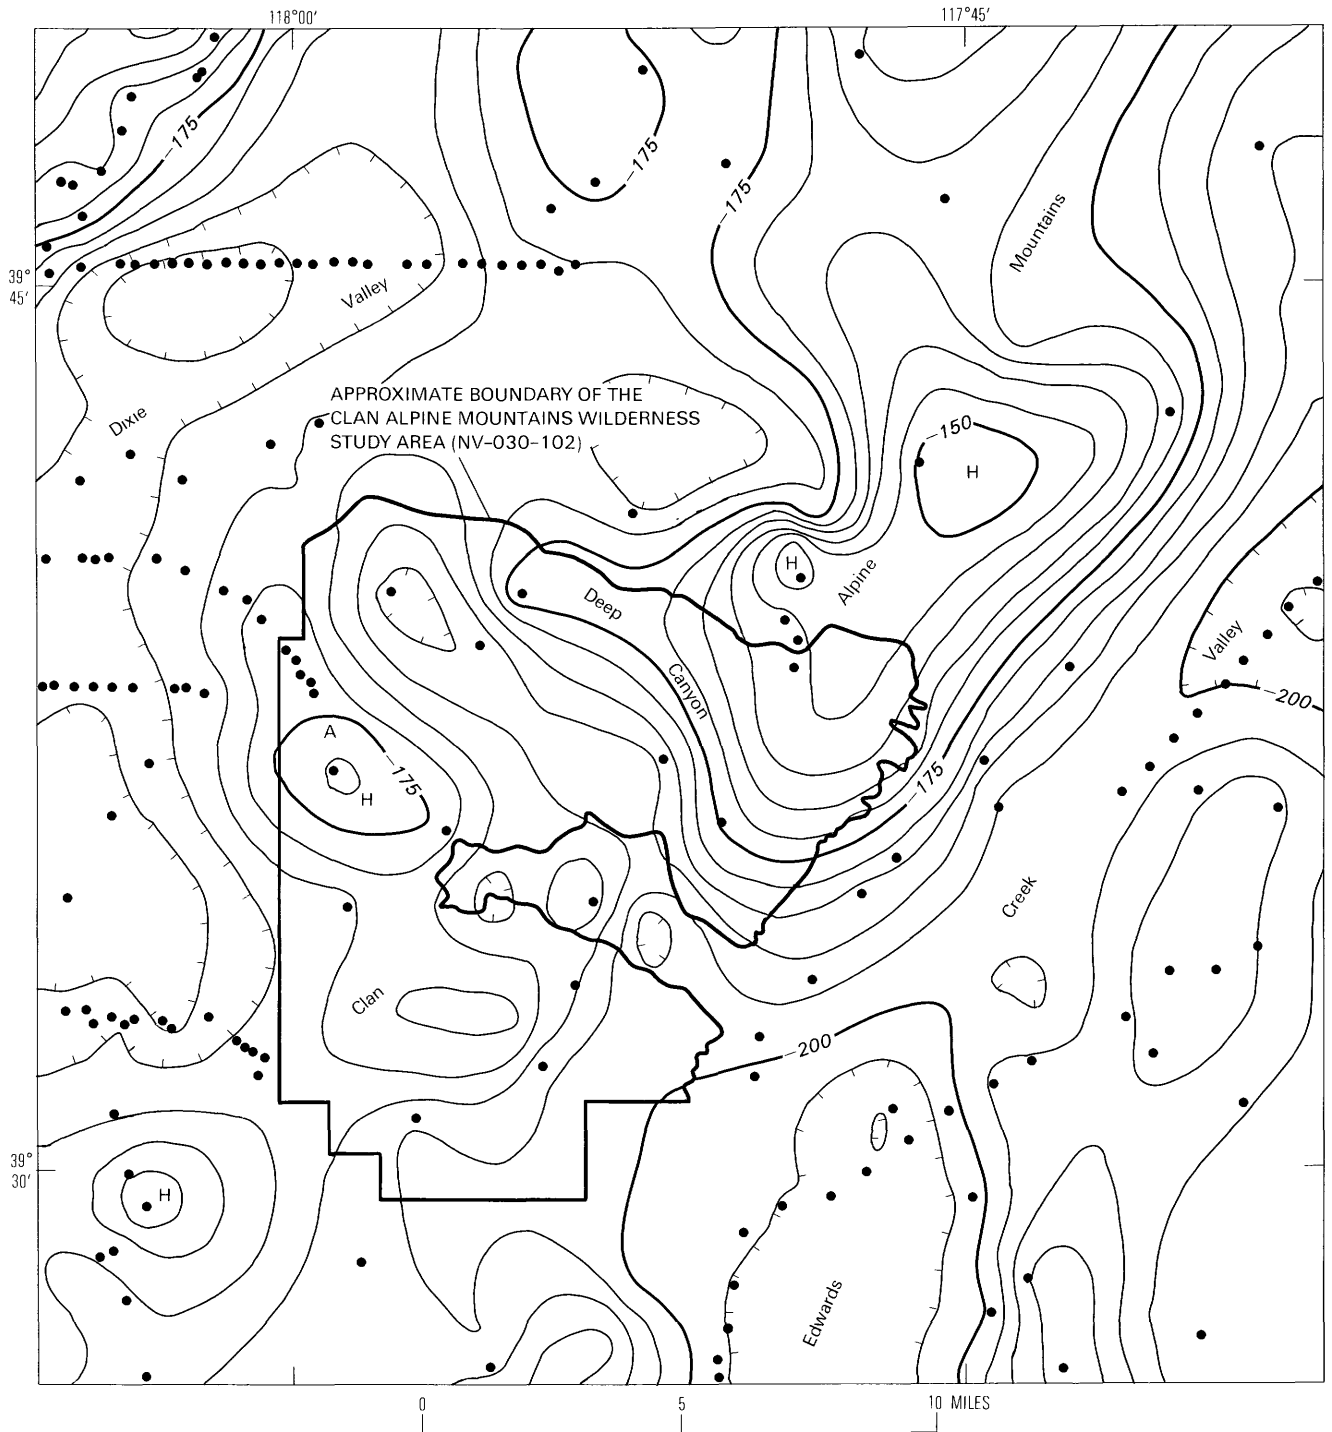 118°00'
117°45'
-175
-175
-175
Mountains
39°
45'
Valley
Dixie
APPROXIMATE BOUNDARY OF THE
CLAN ALPINE MOUNTAINS WILDERNESS
STUDY AREA (NV-030-102)
-150
H
H
Alpine
Deep
Valley
Canyon
-200
A
-175
H
-175
Creek
Clan
-200
39°
30'
H
Edwards
0
5
10 MILES